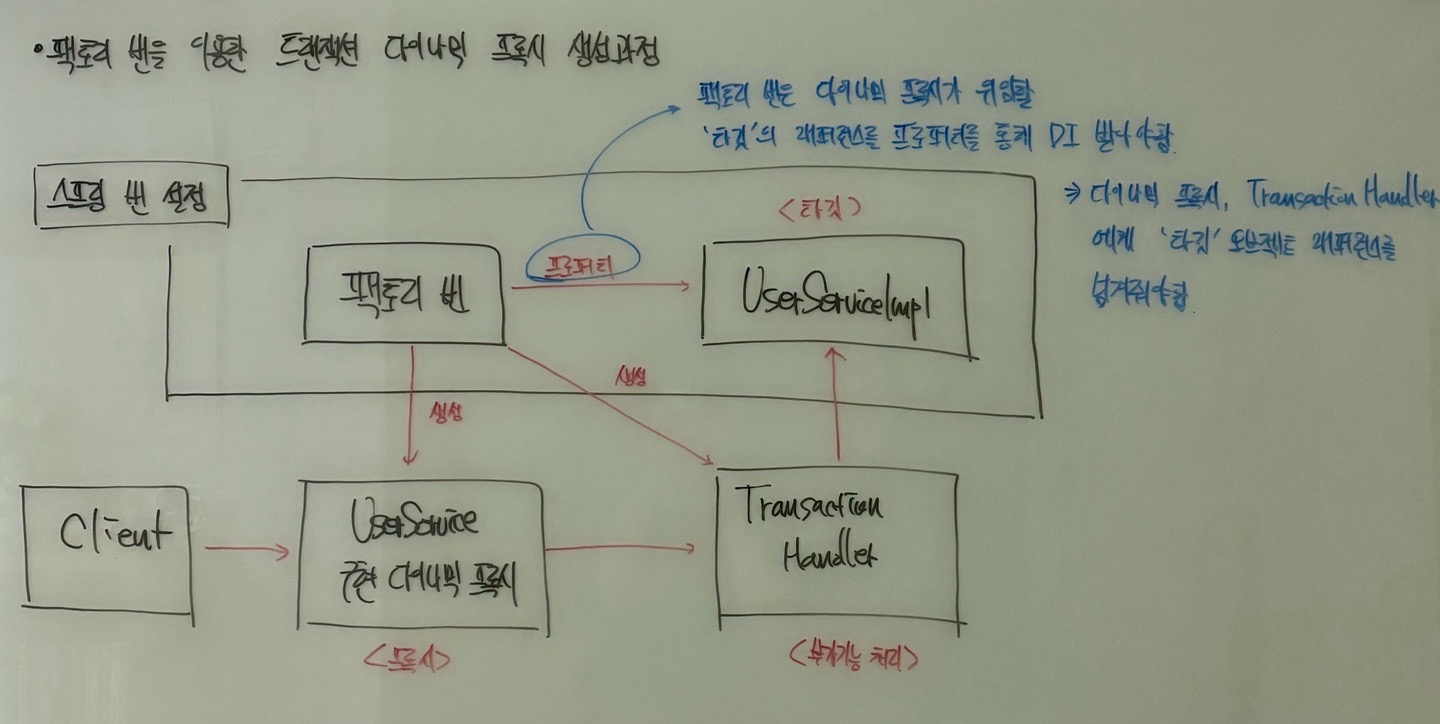 • 팩토리 빈을 이용한 트랜잭션 다이나믹 프록시 생성과정
팩토리 빈은 다이나믹 프록시가 위임할
'타깃'의 래퍼런스를 프로퍼티를 통해 DI 받아야함.
스프링 빈 설정
<타깃>
⇒ 다이나믹 프록시, Transaction Handler
에게 '타깃' 오브젝트 래퍼런스를
넘겨줘야함.
팩토리 빈
프로퍼티
UserServiceImpl
생성
생성
Client
UserService
구현 다이나믹 프록시
Transaction
Handler
<프록시>
<부가기능 처리>